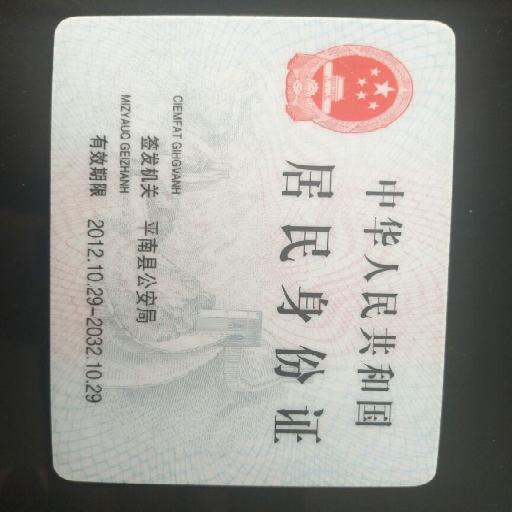 中华人民共和国
居民身份证
CIEMFAT GIHGVANH
签发机关 平南县公安局
MIZYAUQ GEIZHANH
有效期限 2012.10.29-2032.10.29